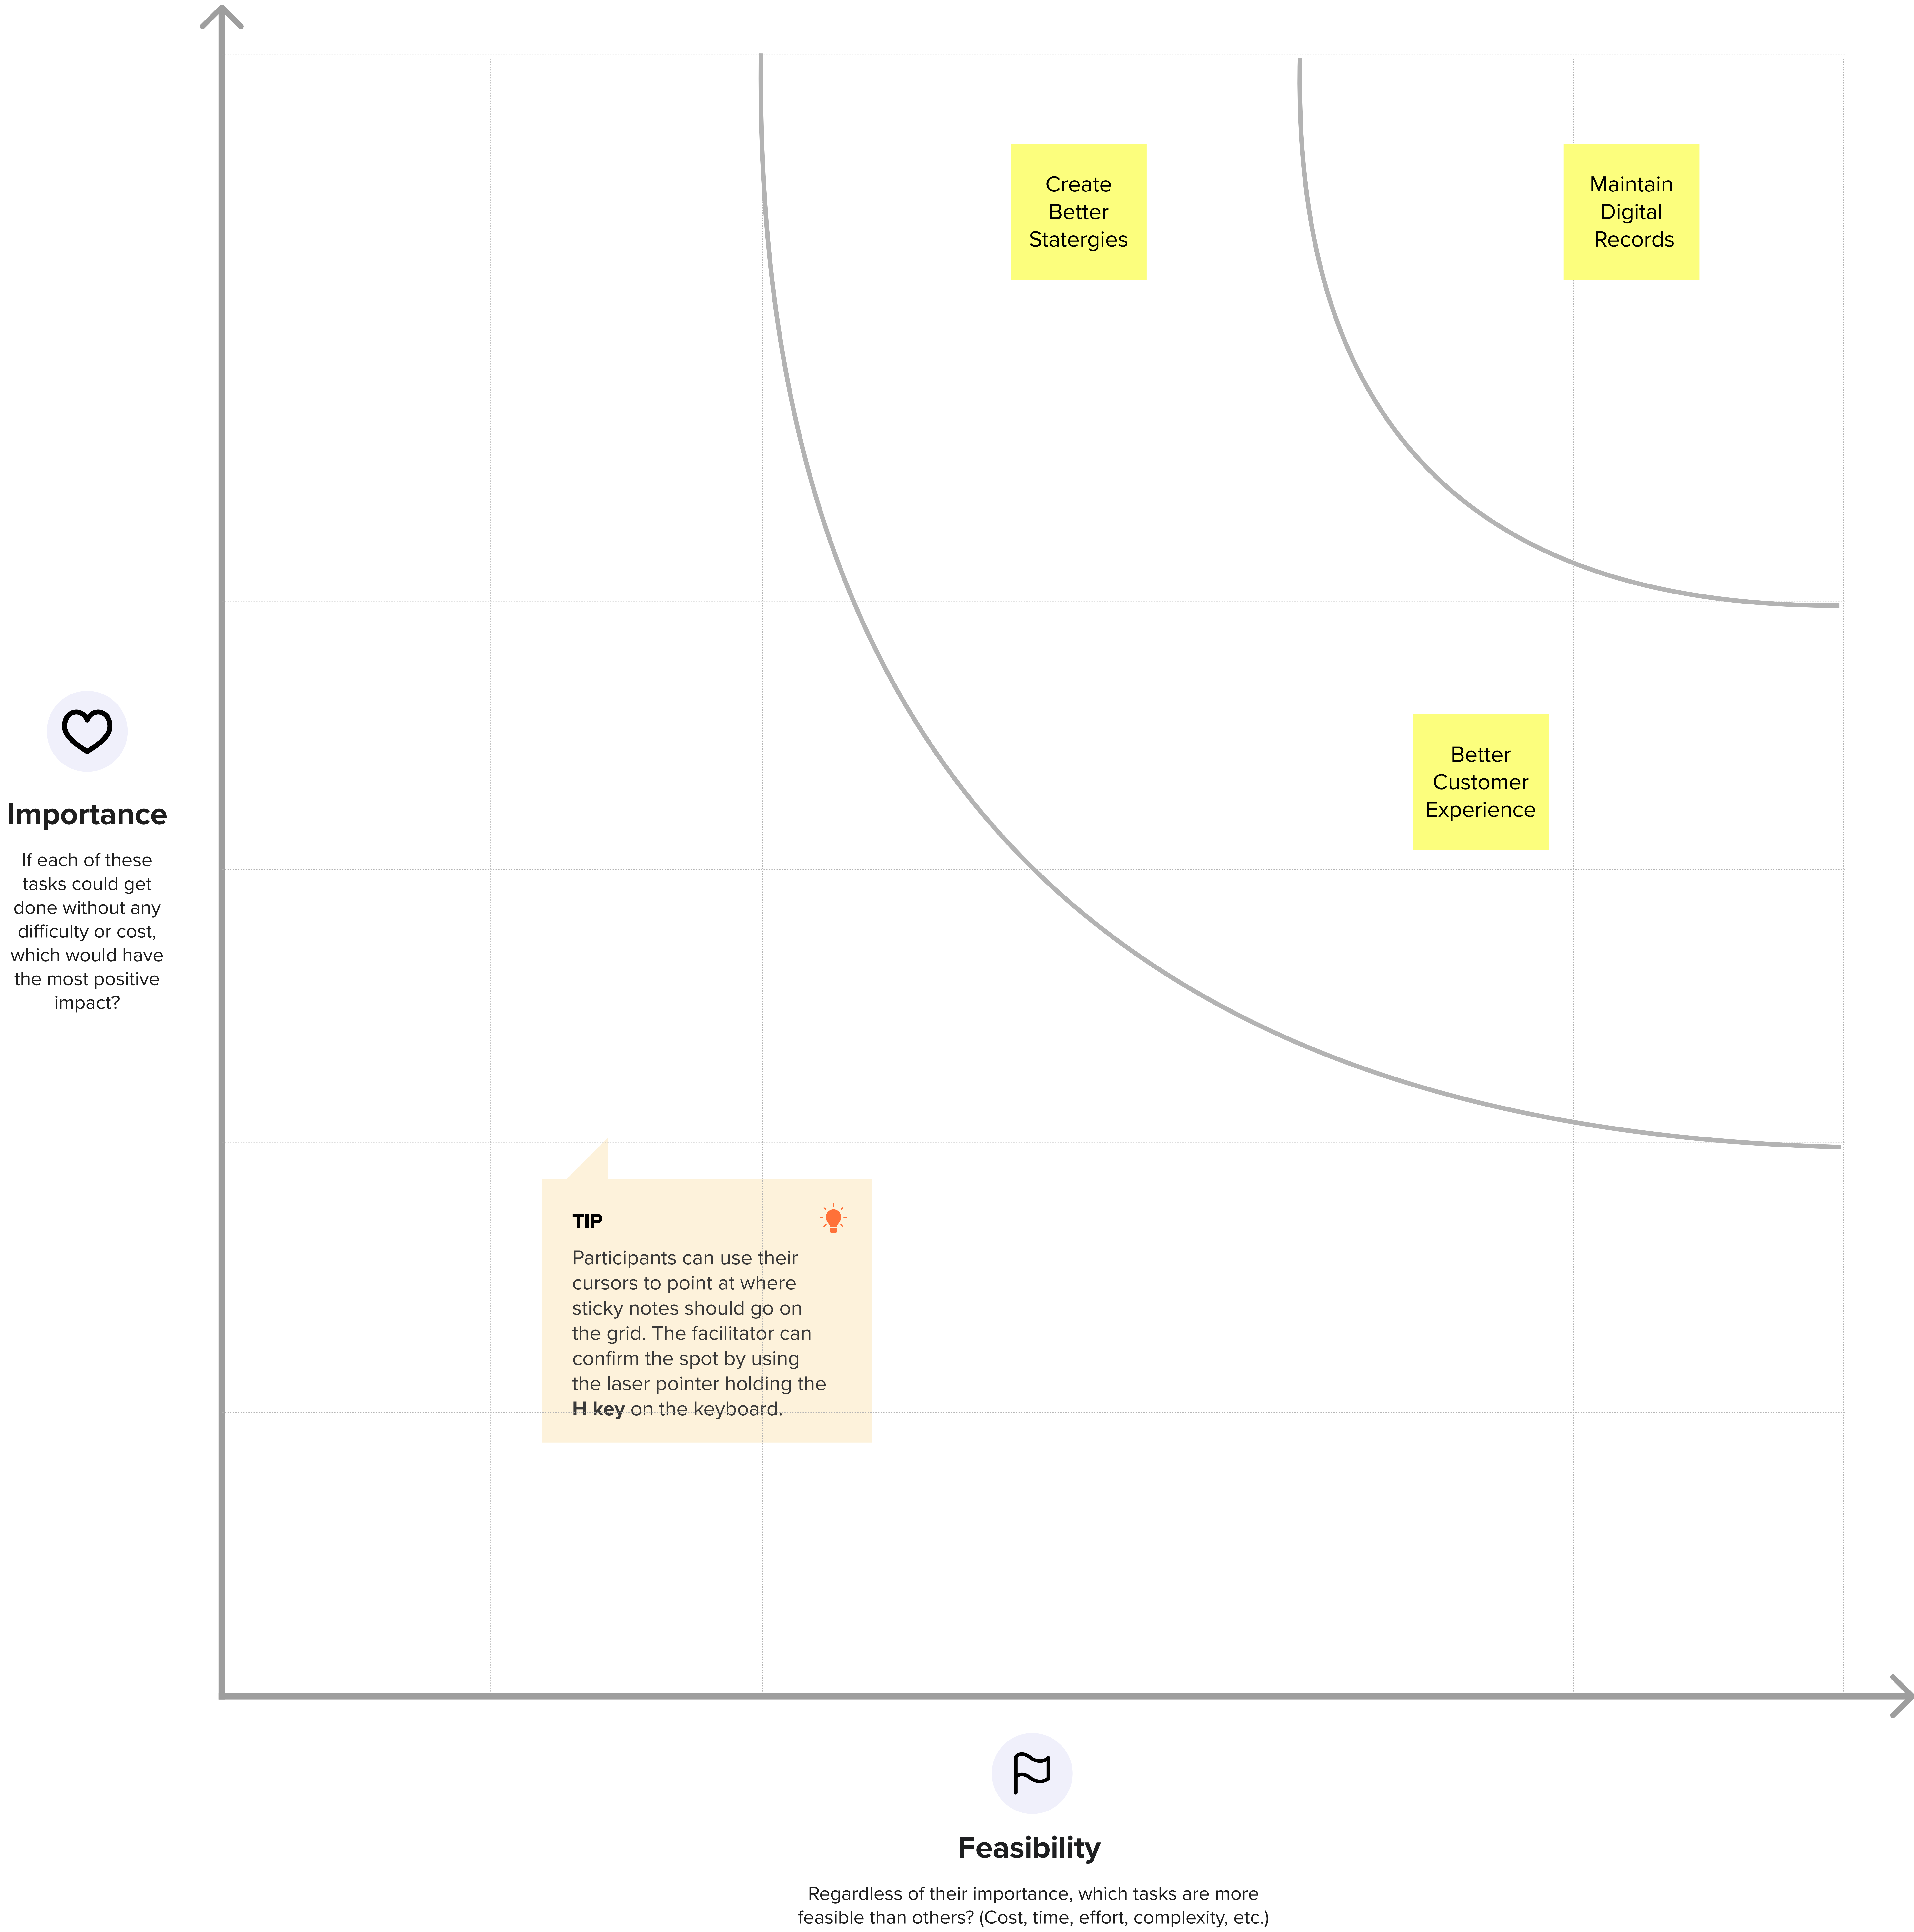 Create
Better
Statergies
Maintain
Digital
Records
Better
Customer
Experience
Importance
If each of these
tasks could get
done without any
difficulty or cost,
which would have
the most positive
impact?
TIP
Participants can use their
cursors to point at where
sticky notes should go on
the grid. The facilitator can
confirm the spot by using
the laser pointer holding the
H key on the keyboard.
Feasibility
Regardless of their importance, which tasks are more
feasible than others? (Cost, time, effort, complexity, etc.)